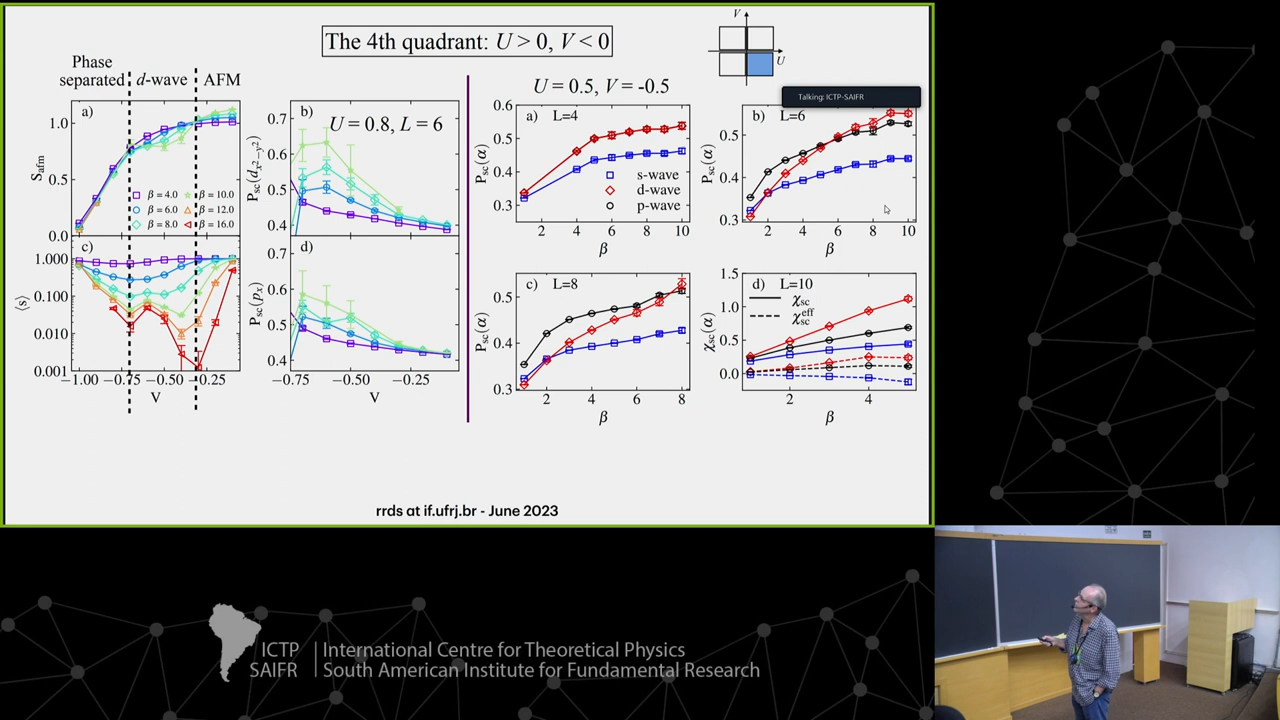 The 4th quadrant: U > 0, V < 0
V
U
Talking: ICTP-SAIFR
Phase separated
d-wave
AFM
a)
S_afm
1.0
0.5
0.0
β = 4.0
β = 6.0
β = 8.0
β = 10.0
β = 12.0
β = 16.0
c)
⟨s⟩
1.000
0.100
0.010
0.001
−1.00
−0.50
−0.25
V
b)
U = 0.8, L = 6
P_sc(d_x²−y²)
0.7
0.6
0.5
0.4
d)
P_sc(p_x)
0.7
0.6
0.5
0.4
−0.75
−0.50
−0.25
V
U = 0.5, V = -0.5
a)
L=4
P_sc(α)
0.6
0.5
0.4
0.3
s-wave
d-wave
p-wave
2
4
6
8
10
β
b)
L=6
P_sc(α)
0.5
0.4
0.3
2
4
6
8
10
β
c)
L=8
P_sc(α)
0.5
0.4
0.3
2
4
6
8
β
d)
L=10
χ_sc
χ_sc^eff
χ_sc(α)
1.5
1.0
0.5
0.0
2
4
β
rrds at if.ufrj.br - June 2023
ICTP
SAIFR
International Centre for Theoretical Physics
South American Institute for Fundamental Research